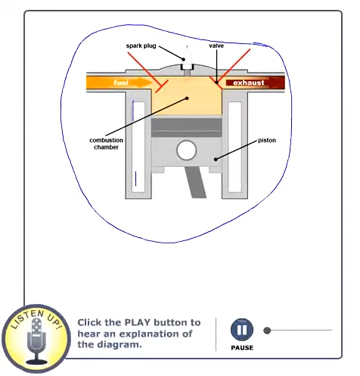 spark plug
valve
fuel
exhaust
combustion
chamber
piston
LISTEN UP!
Click the PLAY button to
hear an explanation of
the diagram.
PAUSE